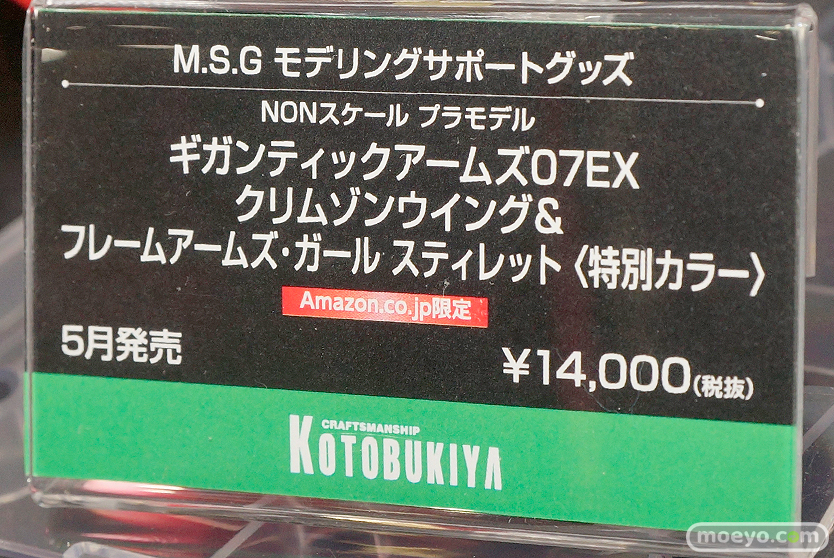 M.S.G モデリングサポートグッズ
NONスケール プラモデル
ギガンティックアームズ07EX
クリムゾンウイング&
フレームアームズ・ガール スティレット〈特別カラー〉
Amazon.co.jp限定
5月発売
¥14,000(税抜)
CRAFTSMANSHIP
KOTOBUKIYA
moeyo.com